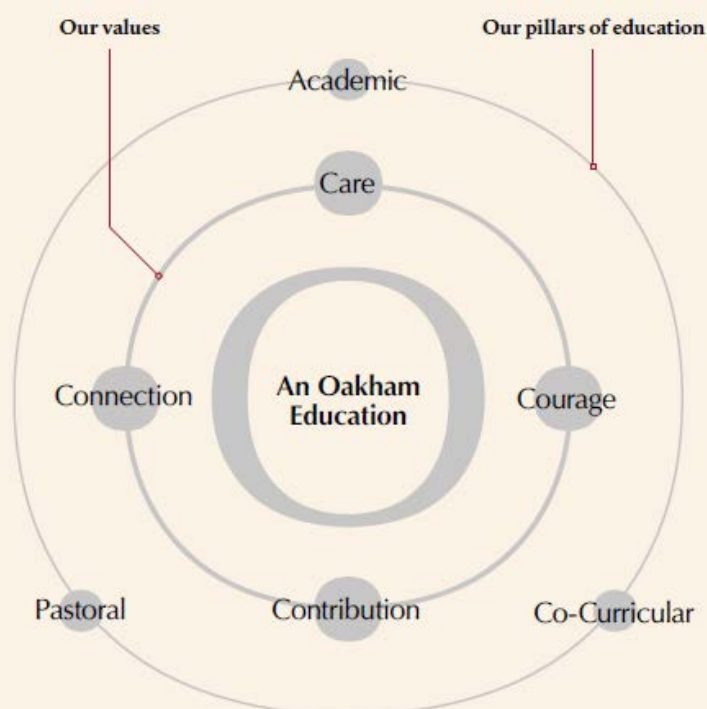 Our values
Our pillars of education
Academic
Care
An Oakham
Education
Connection
Courage
Pastoral
Contribution
Co-Curricular